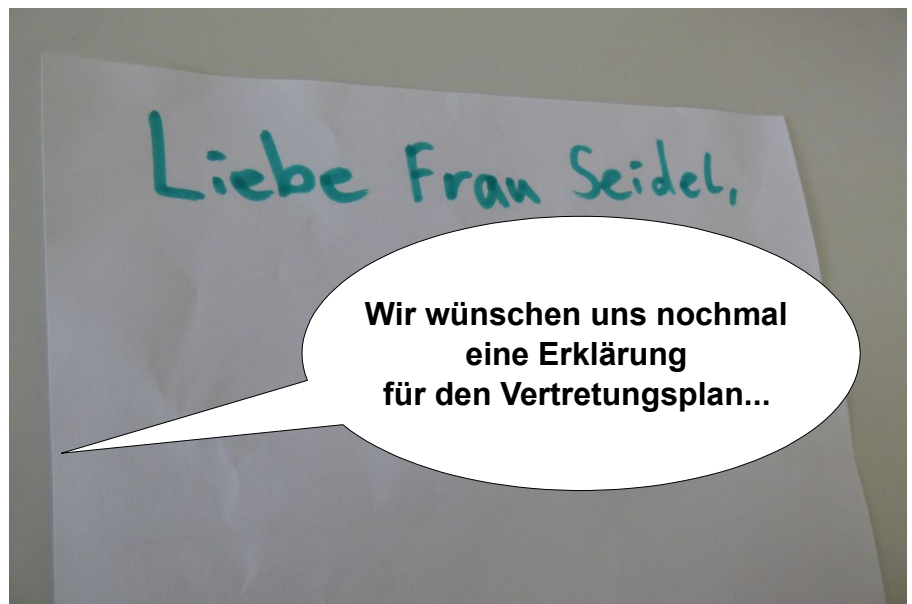 Liebe Frau Seidel,
Wir wünschen uns nochmal
eine Erklärung
für den Vertretungsplan...